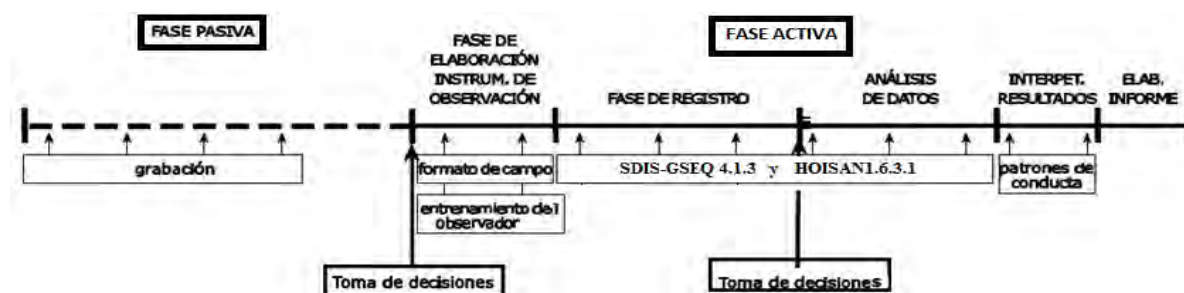 FASE PASIVA
FASE DE
ELABORACIÓN
INSTRUM. DE
OBSERVACIÓN
FASE ACTIVA
FASE DE REGISTRO
ANÁLISIS
DE DATOS
INTERPET.
RESULTADOS
ELAB.
INFORME
grabación
formato de campo
SDIS-GSEQ 4.1.3 y HOISAN1.6.3.1
patrones de
conducta
entrenamiento del
observador
Toma de decisiones
Toma de decisiones